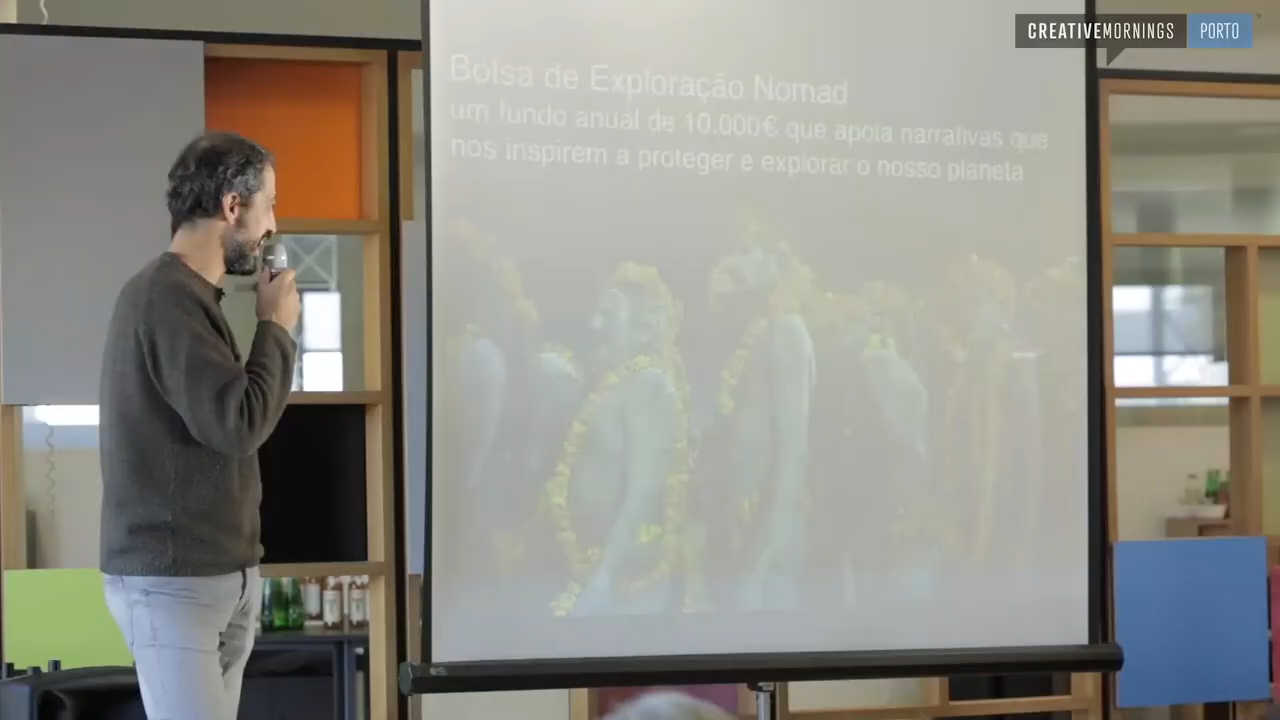 CREATIVEMORNINGS PORTO
Bolsa de Exploração Nomad
um fundo anual de 10.000€ que apoia narrativas que
nos inspirem a proteger e explorar o nosso planeta